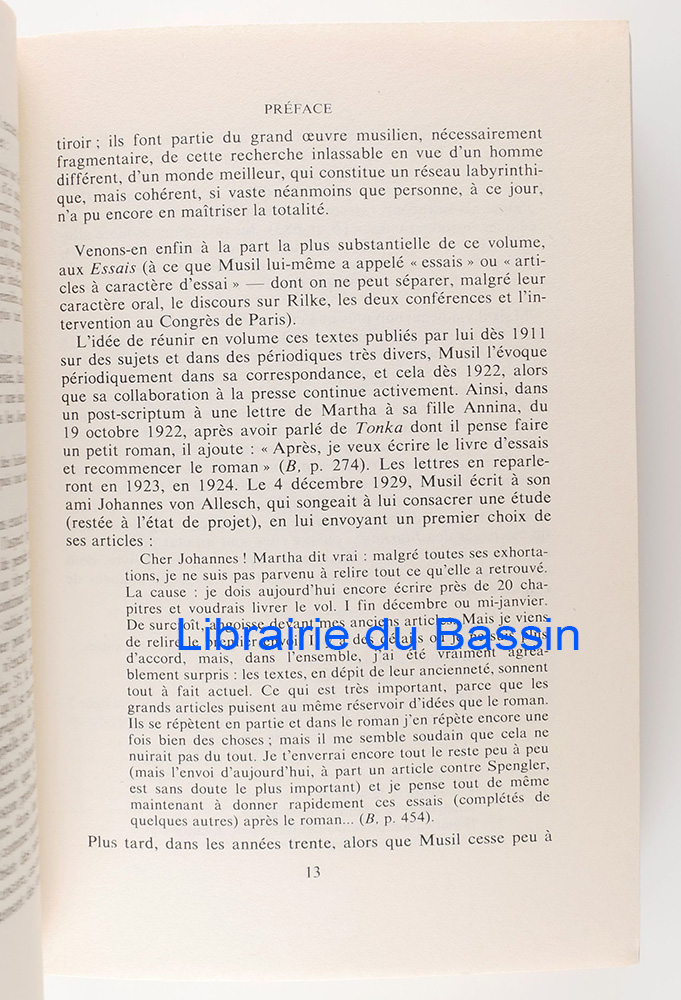 PRÉFACE
tiroir ; ils font partie du grand œuvre musilien, nécessairement
fragmentaire, de cette recherche inlassable en vue d'un homme
différent, d'un monde meilleur, qui constitue un réseau labyrinthi-
que, mais cohérent, si vaste néanmoins que personne, à ce jour,
n'a pu encore en maîtriser la totalité.
Venons-en enfin à la part la plus substantielle de ce volume,
aux Essais (à ce que Musil lui-même a appelé « essais » ou « arti-
cles à caractère d'essai » — dont on ne peut séparer, malgré leur
caractère oral, le discours sur Rilke, les deux conférences et l'in-
tervention au Congrès de Paris).
L'idée de réunir en volume ces textes publiés par lui dès 1911
sur des sujets et dans des périodiques très divers, Musil l'évoque
périodiquement dans sa correspondance, et cela dès 1922, alors
que sa collaboration à la presse continue activement. Ainsi, dans
un post-scriptum à une lettre de Martha à sa fille Annina, du
19 octobre 1922, après avoir parlé de Tonka dont il pense faire
un petit roman, il ajoute : « Après, je veux écrire le livre d'essais
et recommencer le roman » (B, p. 274). Les lettres en reparle-
ront en 1923, en 1924. Le 4 décembre 1929, Musil écrit à son
ami Johannes von Allesch, qui songeait à lui consacrer une étude
(restée à l'état de projet), en lui envoyant un premier choix de
ses articles :
Cher Johannes ! Martha dit vrai : malgré toutes ses exhorta-
tions, je ne suis pas parvenu à relire tout ce qu'elle a retrouvé.
La cause : je dois aujourd'hui encore écrire près de 20 cha-
pitres et voudrais livrer le vol. I fin décembre ou mi-janvier.
De surcroît, angoisse devant mes anciens articles. Mais je viens
de relire le premier envoi. Il y a des détails où je ne suis plus
Librairie du Bassin
d'accord, mais, dans l'ensemble, j'ai été vraiment agréa-
blement surpris : les textes, en dépit de leur ancienneté, sonnent
tout à fait actuel. Ce qui est très important, parce que les
grands articles puisent au même réservoir d'idées que le roman.
Ils se répètent en partie et dans le roman j'en répète encore une
fois bien des choses ; mais il me semble soudain que cela ne
nuirait pas du tout. Je t'enverrai encore tout le reste peu à peu
(mais l'envoi d'aujourd'hui, à part un article contre Spengler,
est sans doute le plus important) et je pense tout de même
maintenant à donner rapidement ces essais (complétés de
quelques autres) après le roman... (B, p. 454).
Plus tard, dans les années trente, alors que Musil cesse peu à
13